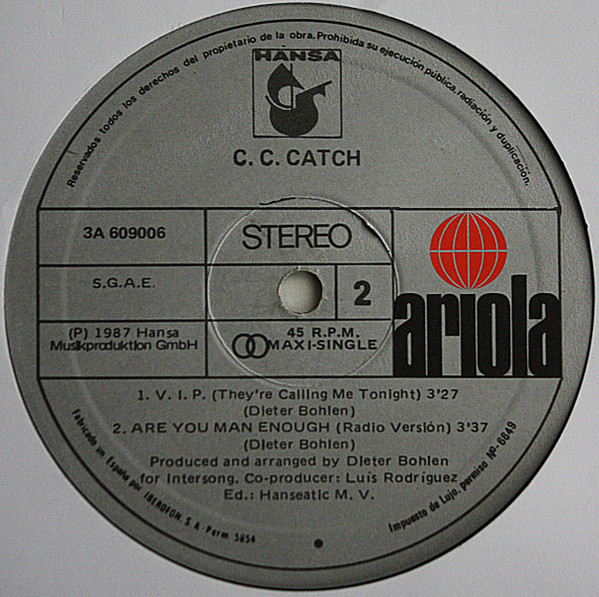 Reservados todos los derechos del propietario de la obra. Prohibida su ejecución pública, radiación y duplicación.
HANSA
C. C. CATCH
3A 609006
STEREO
S.G.A.E.
2
(P) 1987 Hansa
Musikproduktion GmbH
45 R.P.M.
MAXI-SINGLE
ariola
1. V. I. P. (They're Calling Me Tonight) 3'27
(Dieter Bohlen)
2. ARE YOU MAN ENOUGH (Radio Versión) 3'37
(Dieter Bohlen)
Produced and arranged by Dieter Bohlen
for Intersong. Co-producer: Luís Rodríguez
Ed.: Hanseatic M. V.
Fabricado en España por IBEROFON, S. A - Perm. 5854
Impuesto de Lujo, permiso Nº-6649